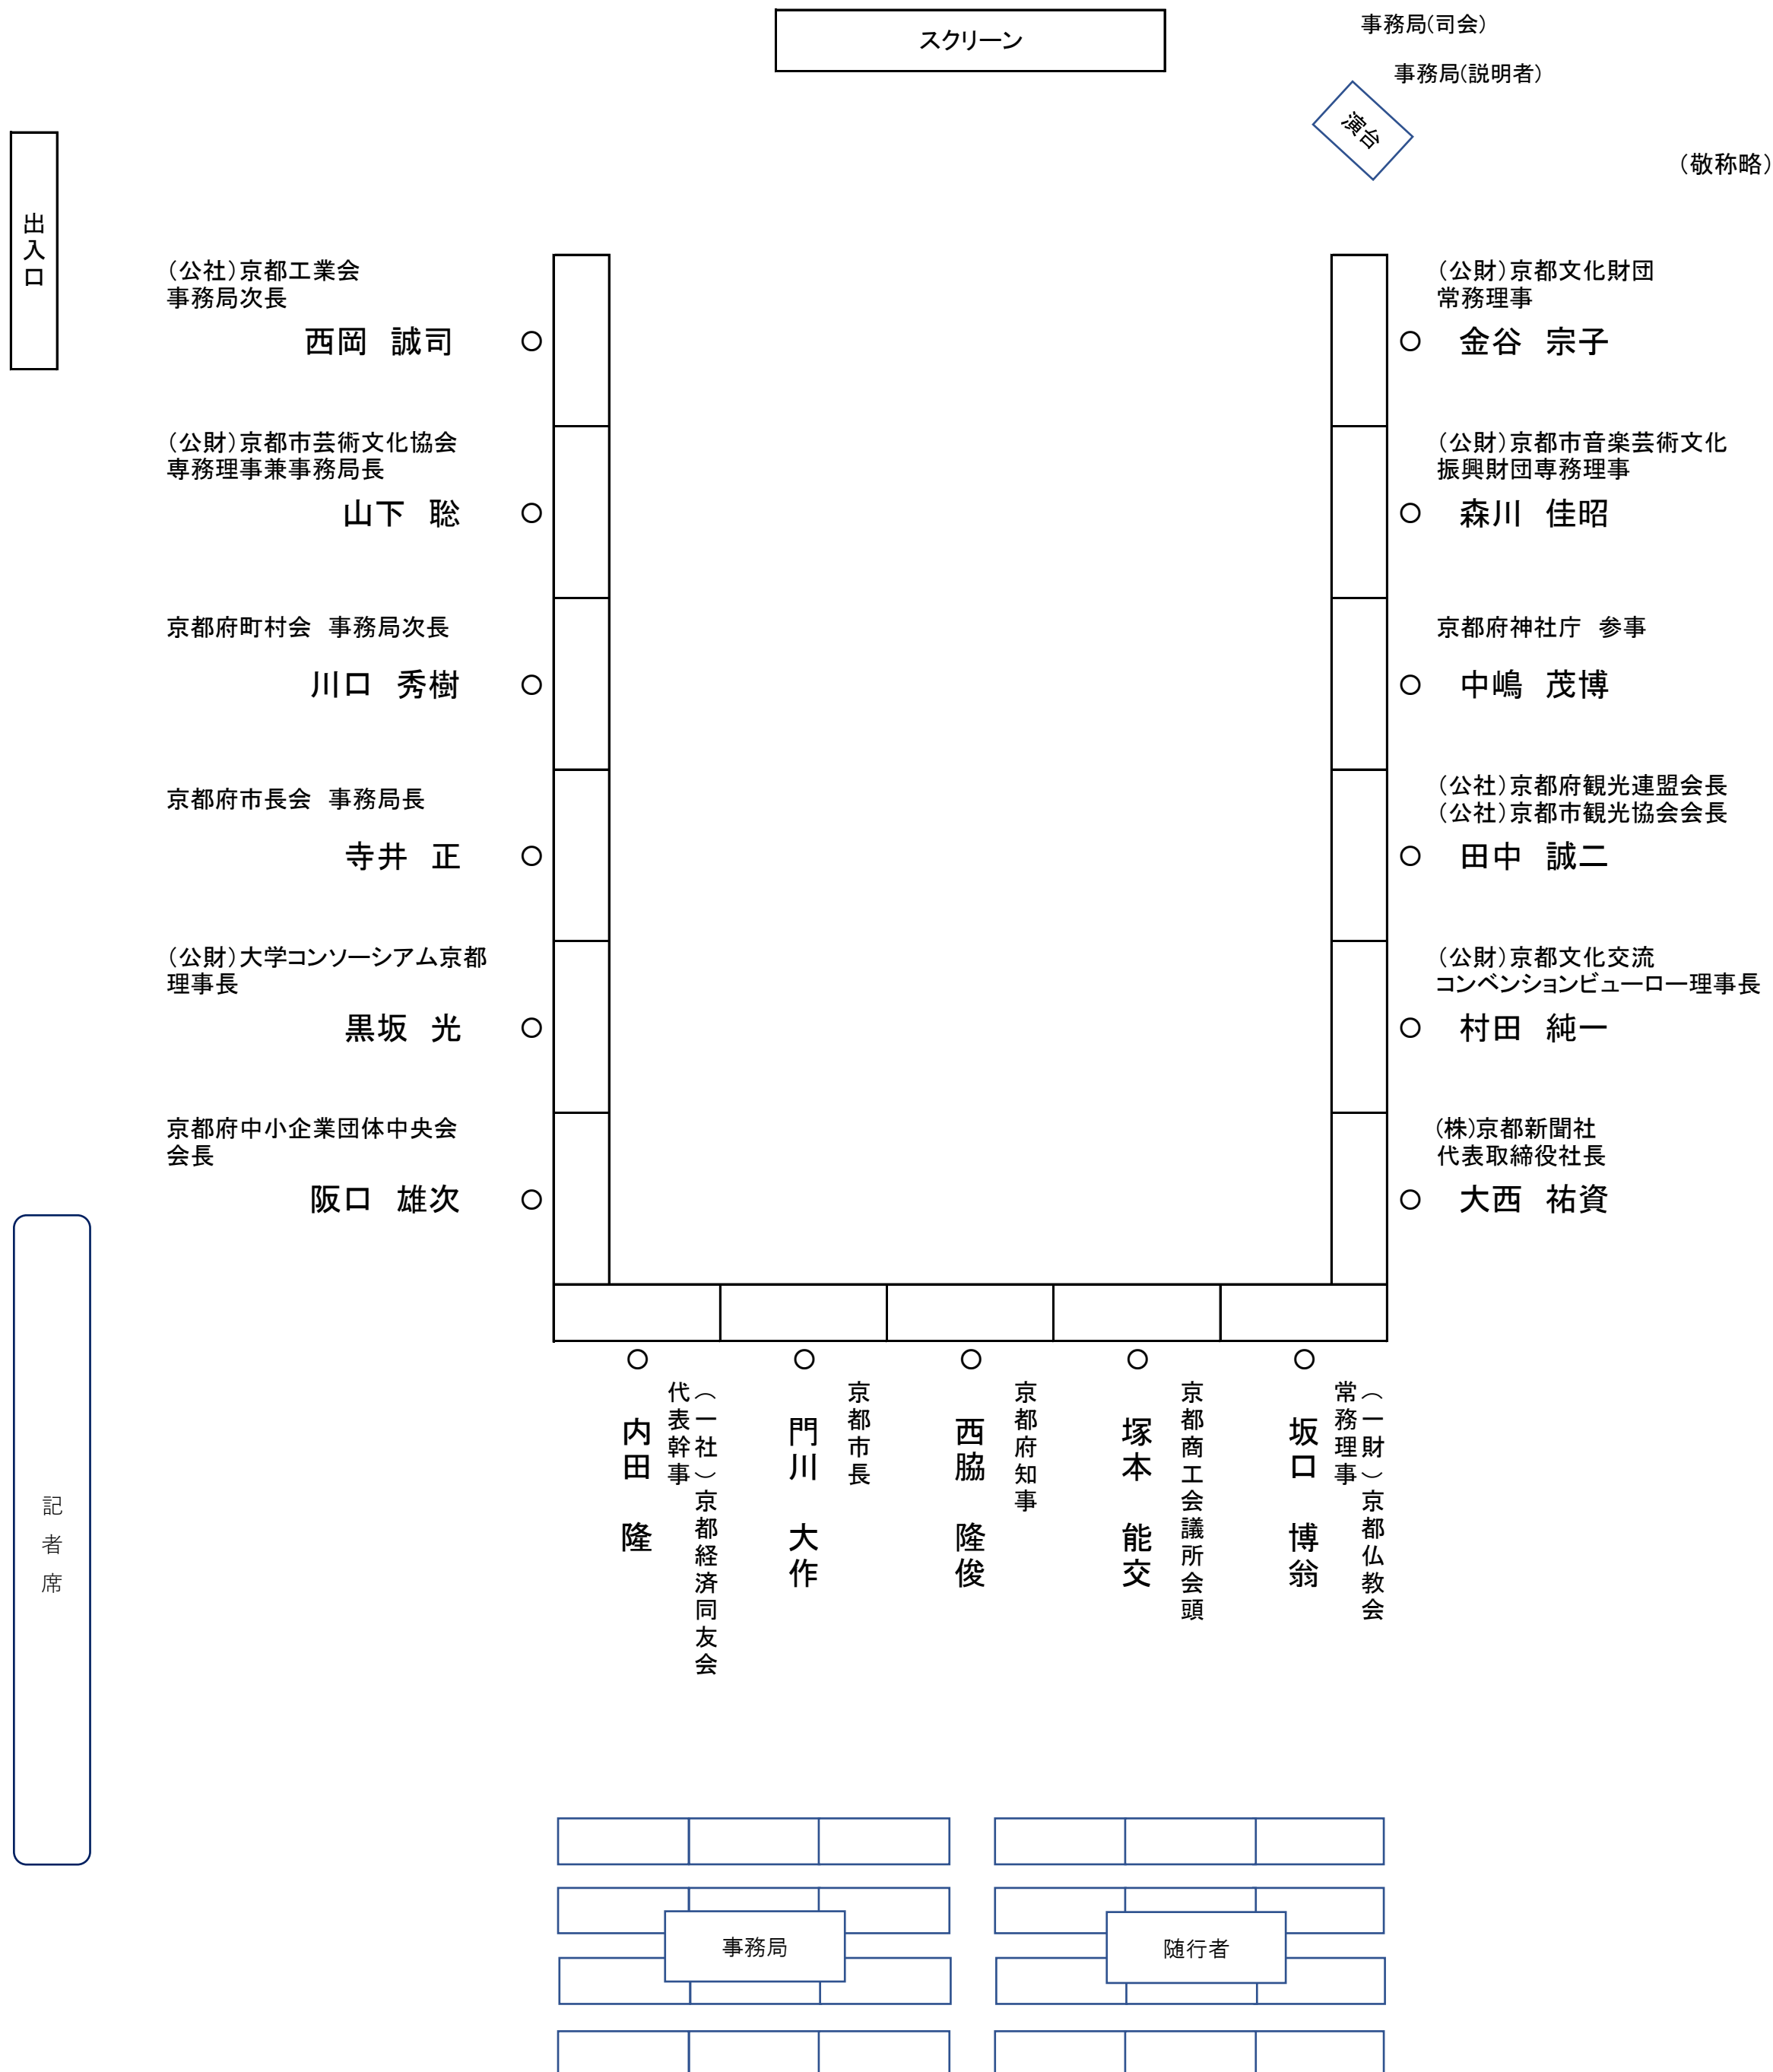 スクリーン
事務局(司会)
事務局(説明者)
演台
（敬称略）
出入口
（公社）京都工業会
事務局次長
西岡　誠司
（公財）京都市芸術文化協会
専務理事兼事務局長
山下　聡
京都府町村会　事務局次長
川口　秀樹
京都府市長会　事務局長
寺井　正
（公財）大学コンソーシアム京都
理事長
黒坂　光
京都府中小企業団体中央会
会長
阪口　雄次
（公財）京都文化財団
常務理事
金谷　宗子
（公財）京都市音楽芸術文化
振興財団専務理事
森川　佳昭
京都府神社庁　参事
中嶋　茂博
（公社）京都府観光連盟会長
（公社）京都市観光協会会長
田中　誠二
（公財）京都文化交流
コンベンションビューロー理事長
村田　純一
(株)京都新聞社
代表取締役社長
大西　祐資
（一財）京都仏教会
常務理事
坂口　博翁
京都商工会議所会頭
塚本　能交
京都府知事
西脇　隆俊
京都市長
門川　大作
（一社）京都経済同友会
代表幹事
内田　隆
記者席
事務局
随行者